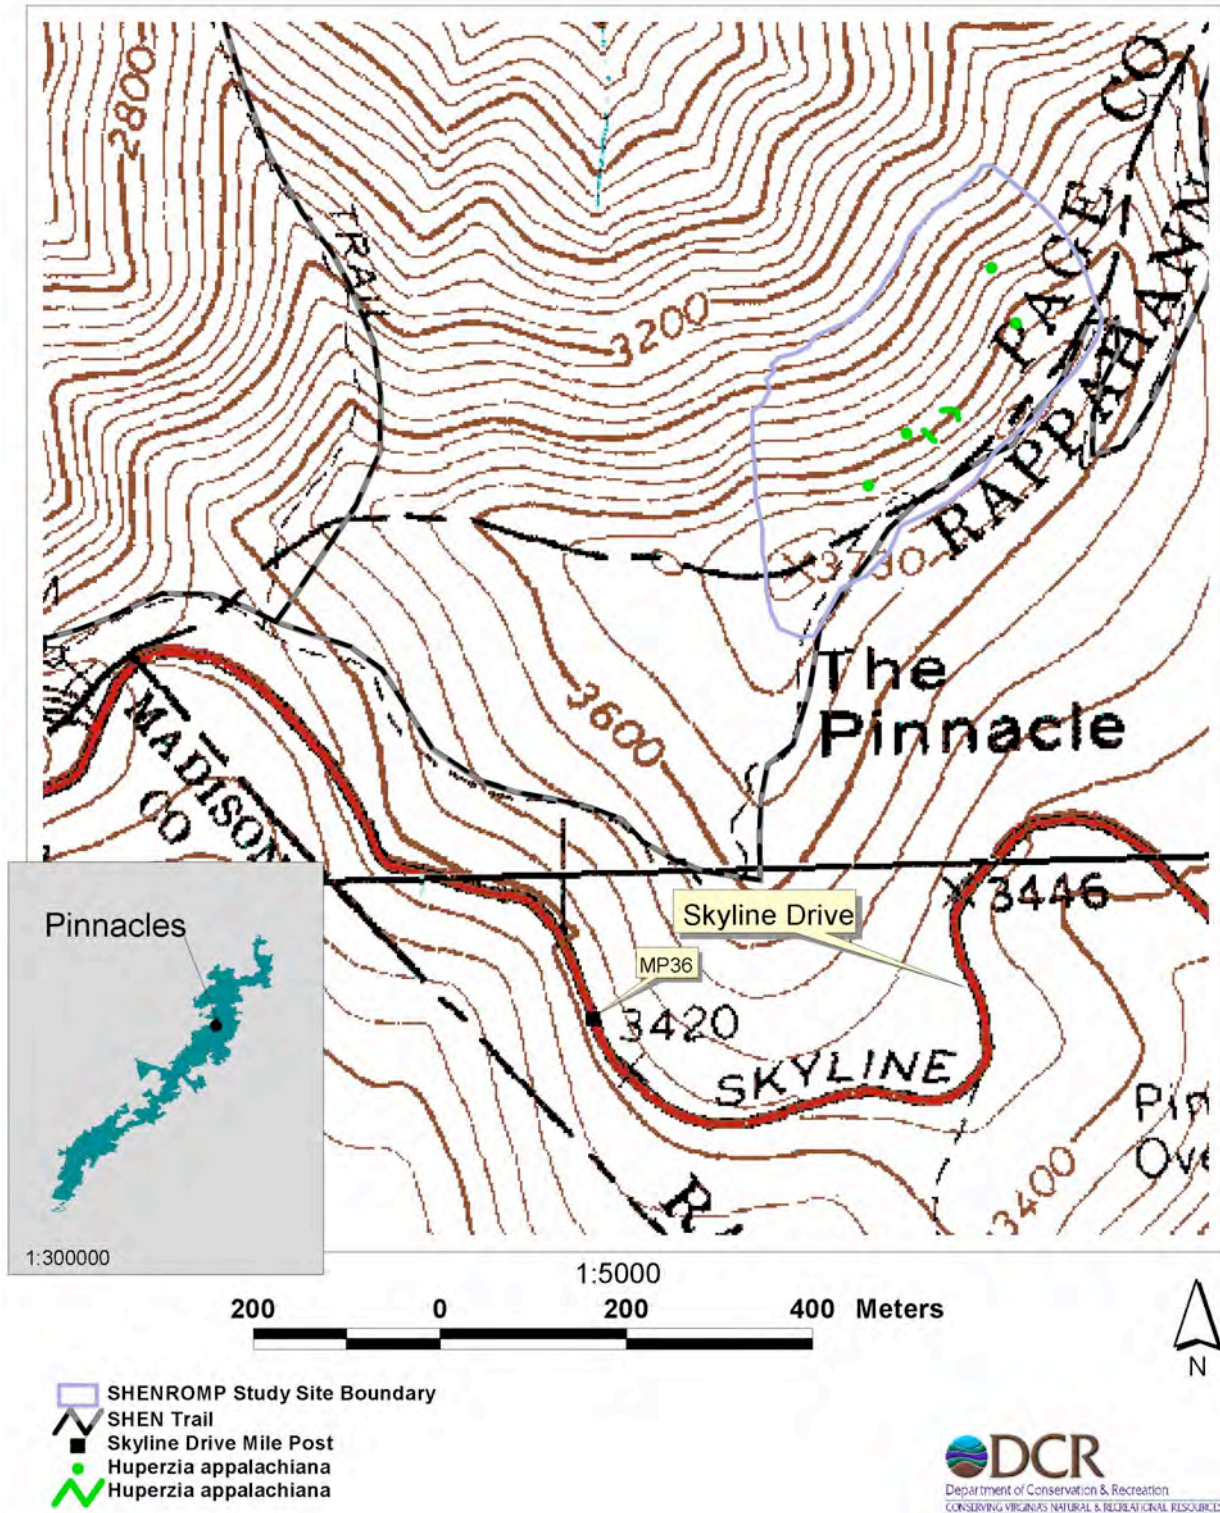 2800
CO
PAGE
TRAIL
3200
RAPPAHANN
3730
The
Pinnacle
3600
MADISON
CO
3446
Skyline Drive
MP36
3420
SKYLINE
Pin
Ove
3400
R
Pinnacles
1:300000
1:5000
200 0 200 400 Meters
N
SHENROMP Study Site Boundary
SHEN Trail
Skyline Drive Mile Post
Huperzia appalachiana
Huperzia appalachiana
DCR
Department of Conservation & Recreation
CONSERVING VIRGINIA'S NATURAL & RECREATIONAL RESOURCES